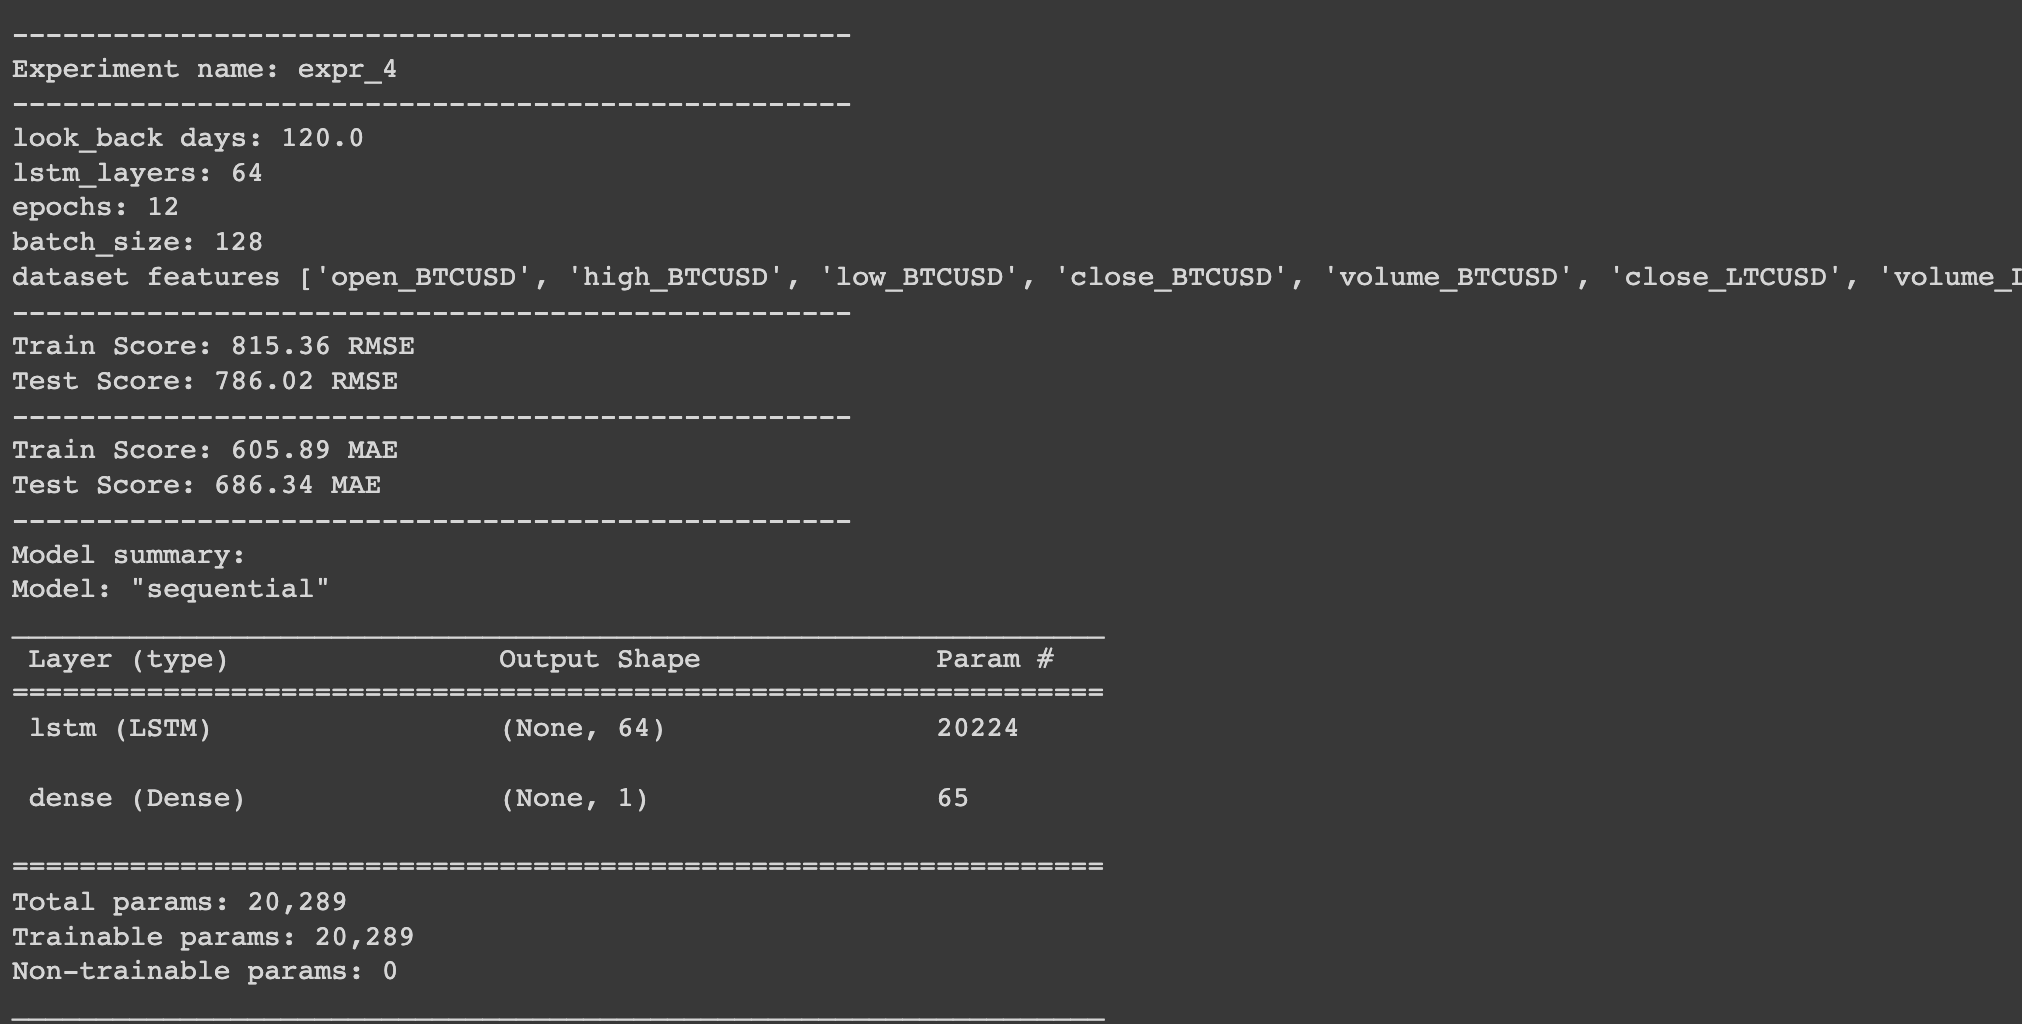 --------------------------------------------------
Experiment name: expr_4
--------------------------------------------------
look_back days: 120.0
lstm_layers: 64
epochs: 12
batch_size: 128
dataset features ['open_BTCUSD', 'high_BTCUSD', 'low_BTCUSD', 'close_BTCUSD', 'volume_BTCUSD', 'close_LTCUSD',
--------------------------------------------------
Train Score: 815.36 RMSE
Test Score: 786.02 RMSE
--------------------------------------------------
Train Score: 605.89 MAE
Test Score: 686.34 MAE
--------------------------------------------------
Model summary:
Model: "sequential"
_________________________________________________________________
Layer (type) Output Shape Param #
=================================================================
lstm (LSTM) (None, 64) 20224
dense (Dense) (None, 1) 65
=================================================================
Total params: 20,289
Trainable params: 20,289
Non-trainable params: 0
_________________________________________________________________